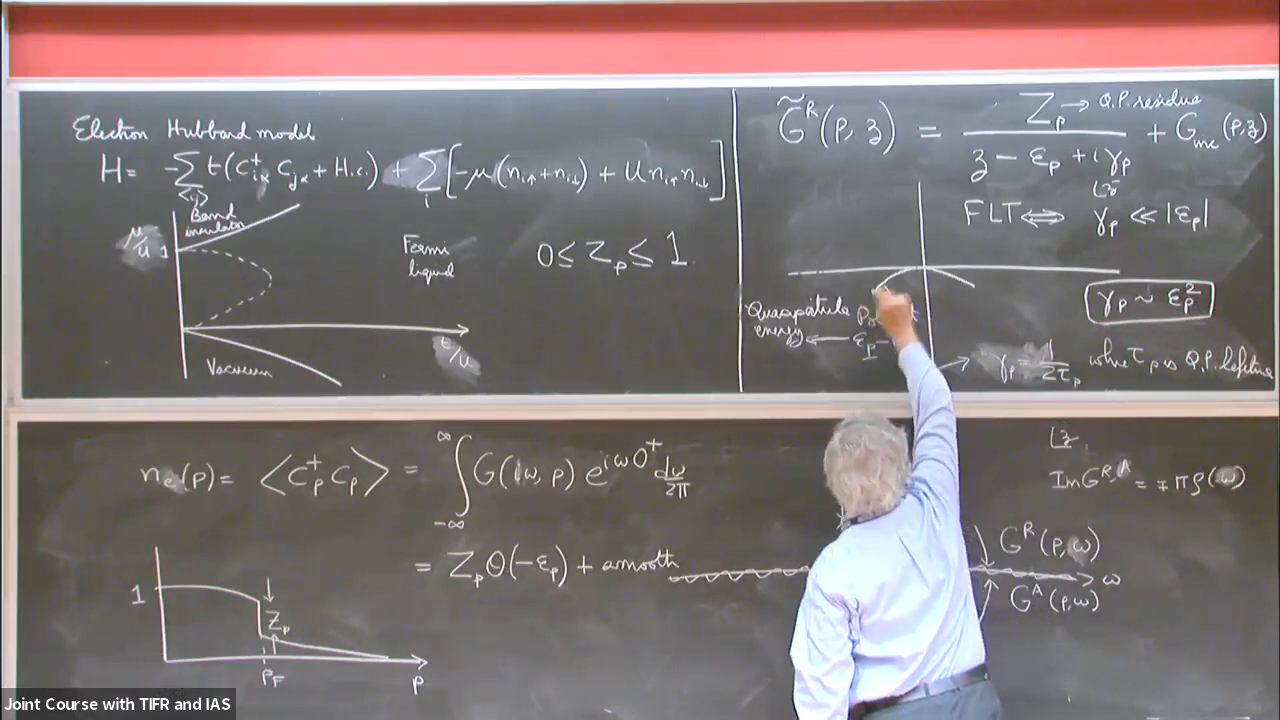 Electron Hubbard model
H = -∑<ij> t(C†iα Cjα + H.c.) + ∑i [-μ(ni↑+ni↓) + U ni↑ ni↓]
μ/U
1
Band insulator
Fermi liquid
0 ≤ Zp ≤ 1
Vacuum
t/U
G̃^R(p, z) = Zp / (z - εp + iγp) + Ginc(p, z)
→ Q.P. residue
FLT ⟺ γp ≪ |εp|
γp ~ εp²
Quasiparticle energy ← εp
γp = 1/2τp where τp is Q.P. lifetime
ne(p) = ⟨C†p Cp⟩ = ∫-∞^∞ G(iω, p) e^{iω0+} dω/2π
= Zp θ(-εp) + smooth
1
Zp
pF
p
Im G^{R,A} = ∓πρ(ω)
G^R(p, ω)
ω
G^A(p, ω)
Joint Course with TIFR and IAS